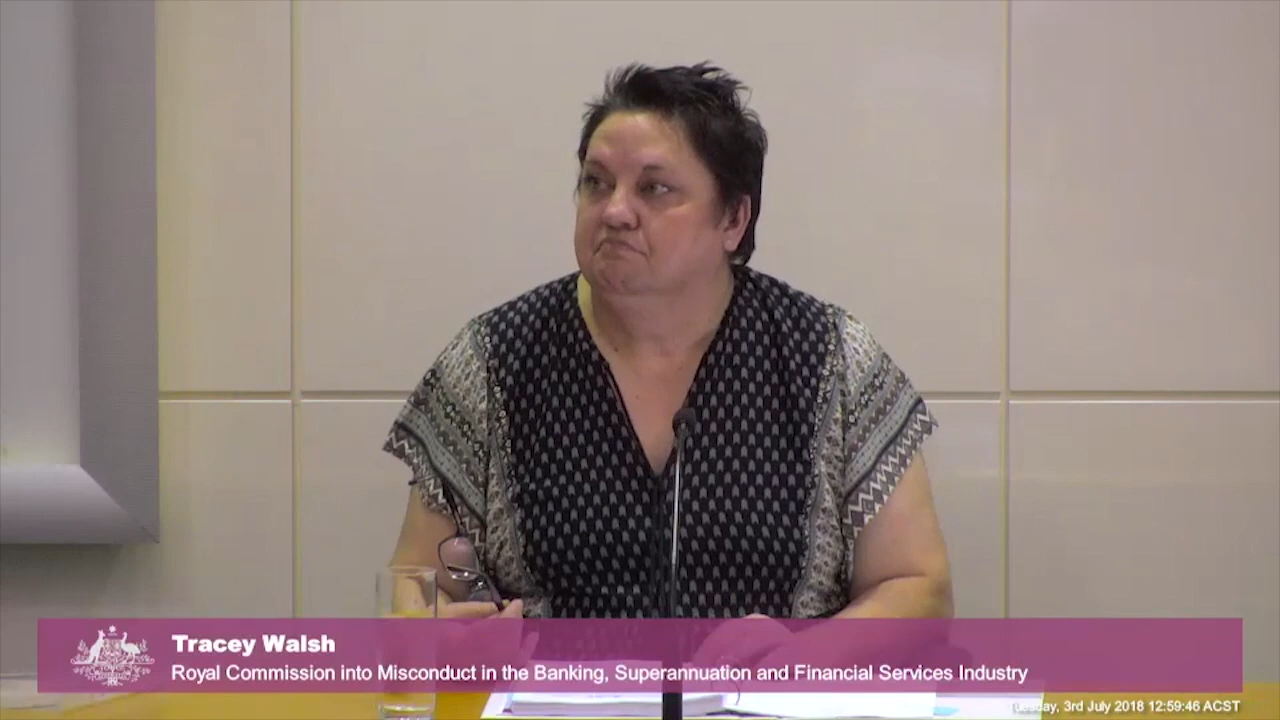 Tracey Walsh
Royal Commission into Misconduct in the Banking, Superannuation and Financial Services Industry
Tuesday, 3rd July 2018 12:59:46 ACST